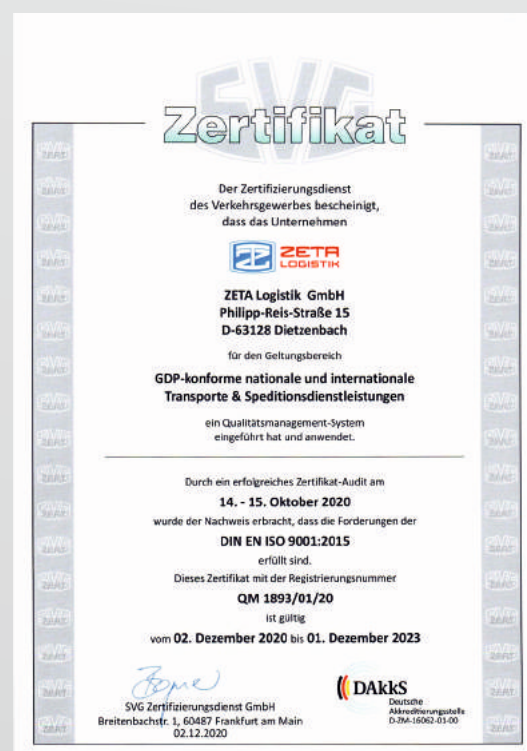 SVG
Zertifikat
Der Zertifizierungsdienst
des Verkehrsgewerbes bescheinigt,
dass das Unternehmen
ZETA
LOGISTIK
ZETA Logistik GmbH
Philipp-Reis-Straße 15
D-63128 Dietzenbach
für den Geltungsbereich
GDP-konforme nationale und internationale
Transporte & Speditionsdienstleistungen
ein Qualitätsmanagement-System
eingeführt hat und anwendet.
Durch ein erfolgreiches Zertifikat-Audit am
14. - 15. Oktober 2020
wurde der Nachweis erbracht, dass die Forderungen der
DIN EN ISO 9001:2015
erfüllt sind.
Dieses Zertifikat mit der Registrierungsnummer
QM 1893/01/20
ist gültig
vom 02. Dezember 2020 bis 01. Dezember 2023
SVG Zertifizierungsdienst GmbH
Breitenbachstr. 1, 60487 Frankfurt am Main
02.12.2020
DAkkS
Deutsche
Akkreditierungsstelle
D-ZM-16062-01-00